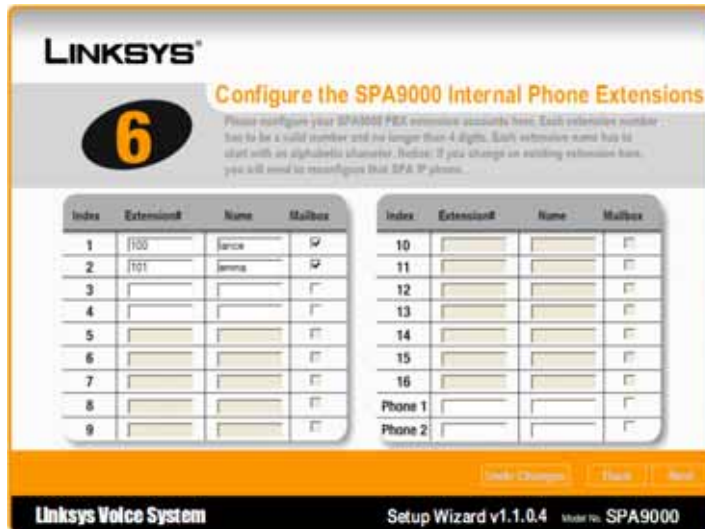 LINKSYS®
6
Configure the SPA9000 Internal Phone Extensions
Please configure your SPA9000 PBX extension accounts here. Each extension number
has to be a valid number and no longer than 4 digits. Each extension name has to
start with an alphabetic character. Notice: if you change an existing extension here,
you will need to reconfigure that SPA IP phone.
Index Extension# Name Mailbox
1 100 lance
2 101 emma
3
4
5
6
7
8
9
Index Extension# Name Mailbox
10
11
12
13
14
15
16
Phone 1
Phone 2
Undo Changes Back Next
Linksys Voice System Setup Wizard v1.1.0.4 Model No. SPA9000